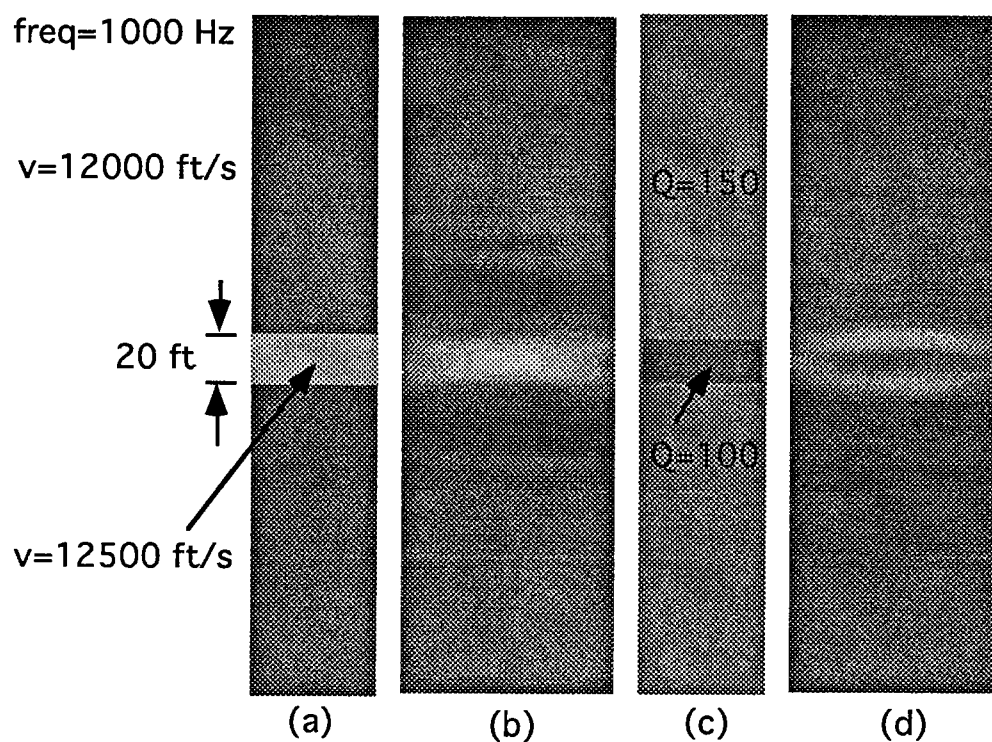 freq=1000 Hz
v=12000 ft/s
Q=150
20 ft
Q=100
v=12500 ft/s
(a)
(b)
(c)
(d)